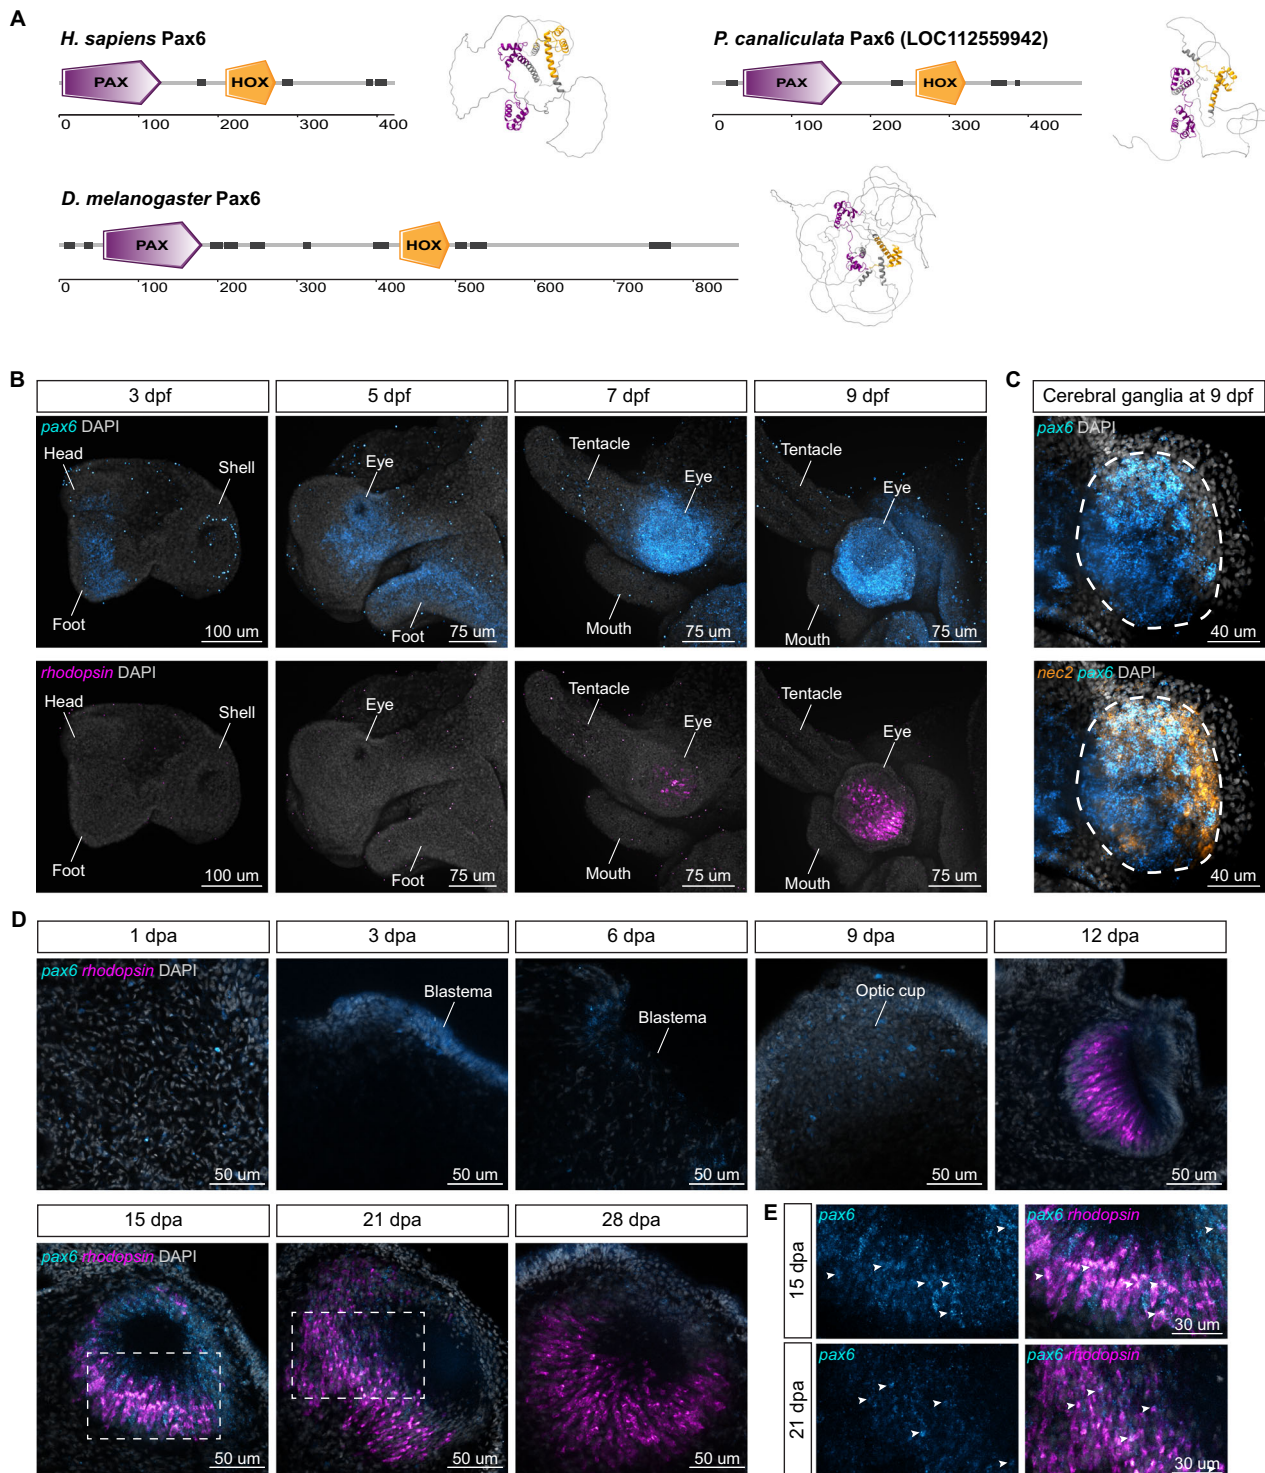 A
H. sapiens Pax6
PAX
HOX
0 100 200 300 400
P. canaliculata Pax6 (LOC112559942)
PAX
HOX
0 100 200 300 400
D. melanogaster Pax6
PAX
HOX
0 100 200 300 400 500 600 700 800
B
3 dpf
5 dpf
7 dpf
9 dpf
pax6 DAPI
Head
Shell
Foot
100 um
Eye
Foot
75 um
Tentacle
Eye
Mouth
75 um
Tentacle
Eye
Mouth
75 um
rhodopsin DAPI
Head
Shell
Foot
100 um
Eye
Foot
75 um
Tentacle
Eye
Mouth
75 um
Tentacle
Eye
Mouth
75 um
C
Cerebral ganglia at 9 dpf
pax6 DAPI
40 um
nec2 pax6 DAPI
40 um
D
1 dpa
3 dpa
6 dpa
9 dpa
12 dpa
pax6 rhodopsin DAPI
50 um
Blastema
50 um
Blastema
50 um
Optic cup
50 um
50 um
15 dpa
21 dpa
28 dpa
pax6 rhodopsin DAPI
50 um
50 um
50 um
E
15 dpa
pax6
pax6 rhodopsin
30 um
21 dpa
pax6
pax6 rhodopsin
30 um